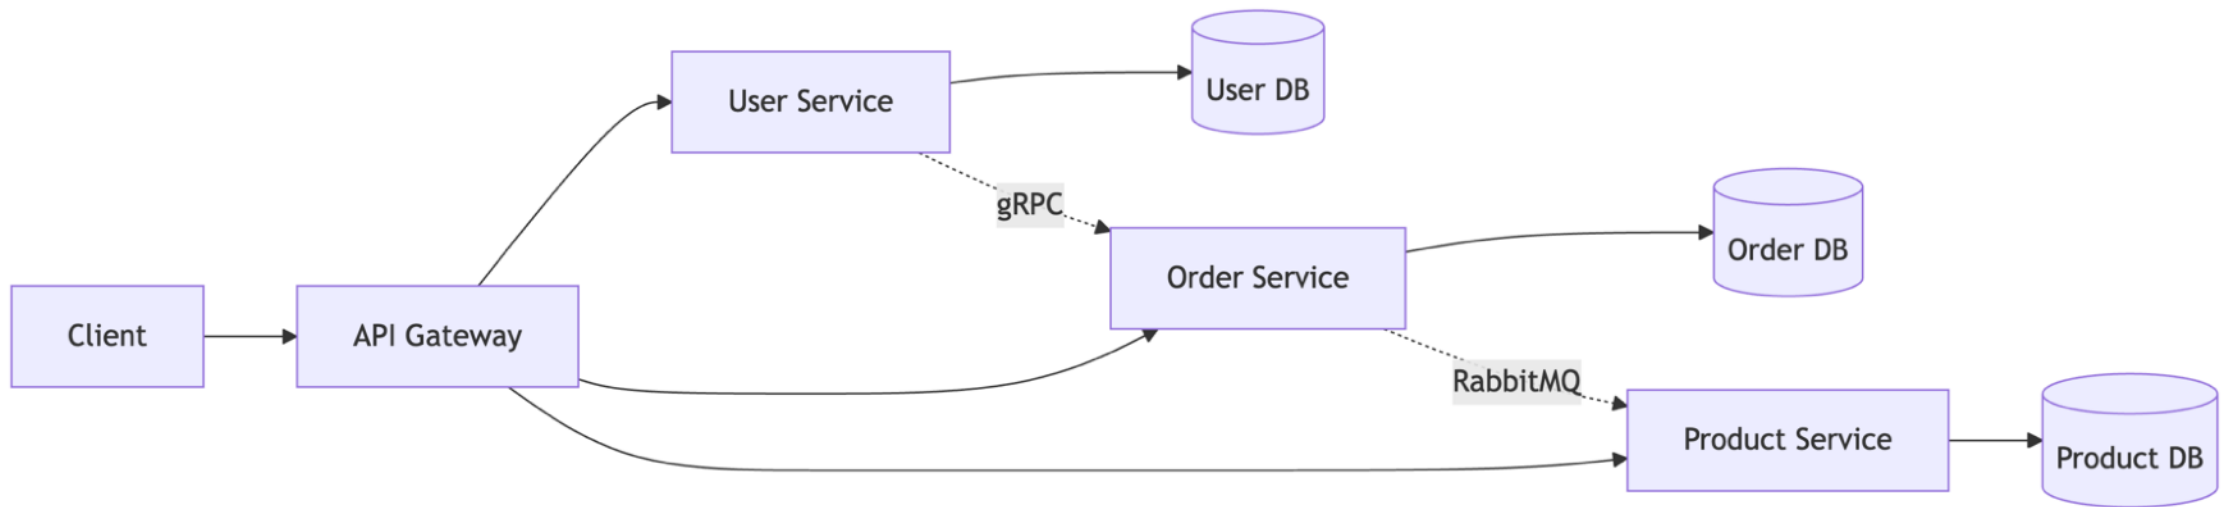 Client
API Gateway
User Service
User DB
gRPC
Order Service
Order DB
RabbitMQ
Product Service
Product DB